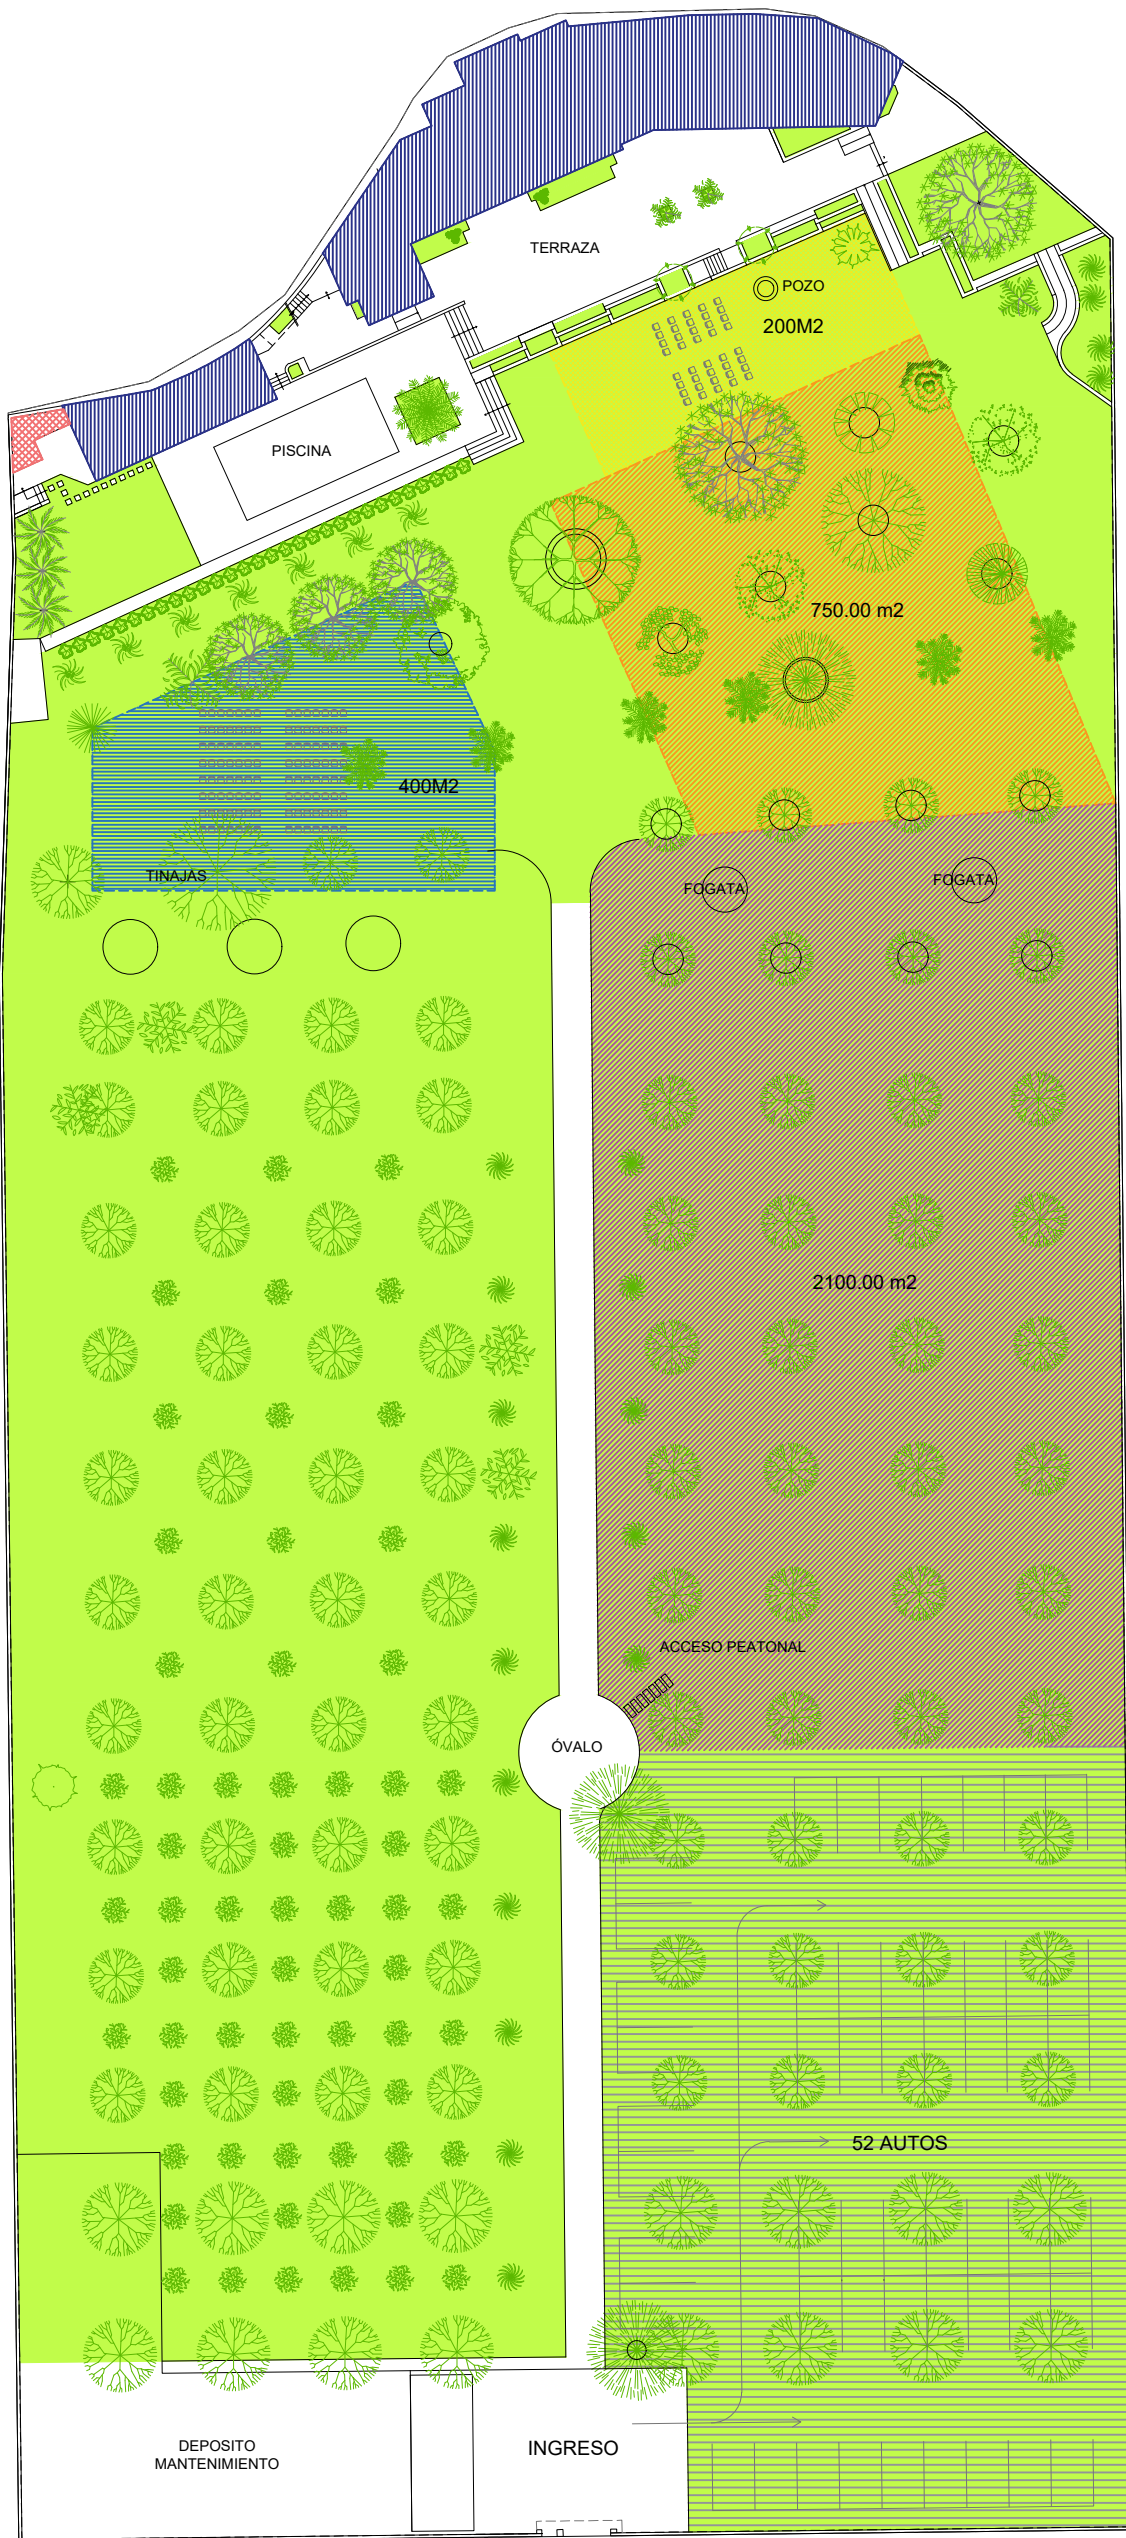 TERRAZA
POZO
200M2
PISCINA
750.00 m2
400M2
TINAJAS
FOGATA
FOGATA
2100.00 m2
ACCESO PEATONAL
ÓVALO
52 AUTOS
DEPOSITO
MANTENIMIENTO
INGRESO